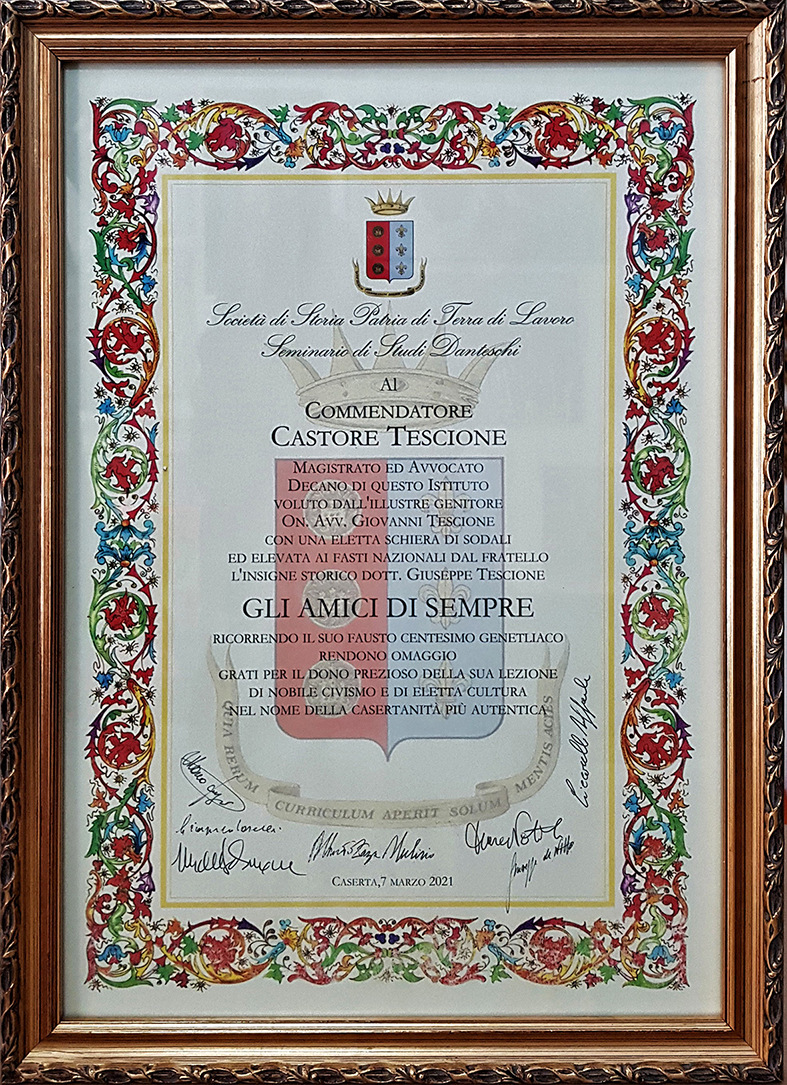 Società di Storia Patria di Terra di Lavoro
Seminario di Studi Danteschi
Al
Commendatore
Castore Tescione
Magistrato ed Avvocato
Decano di questo Istituto
voluto dall'illustre genitore
On. Avv. Giovanni Tescione
con una eletta schiera di sodali
ed elevata ai fasti nazionali dal fratello
l'insigne storico dott. Giuseppe Tescione
GLI AMICI DI SEMPRE
ricorrendo il suo fausto centesimo genetliaco
rendono omaggio
grati per il dono prezioso della sua lezione
di nobile civismo e di eletta cultura
nel nome della casertanità più autentica
QUIA RERUM CURRICULUM APERIT SOLUM MENTIS ACIES
Alberto Zaza d'Aulisio
Caserta, 7 marzo 2021